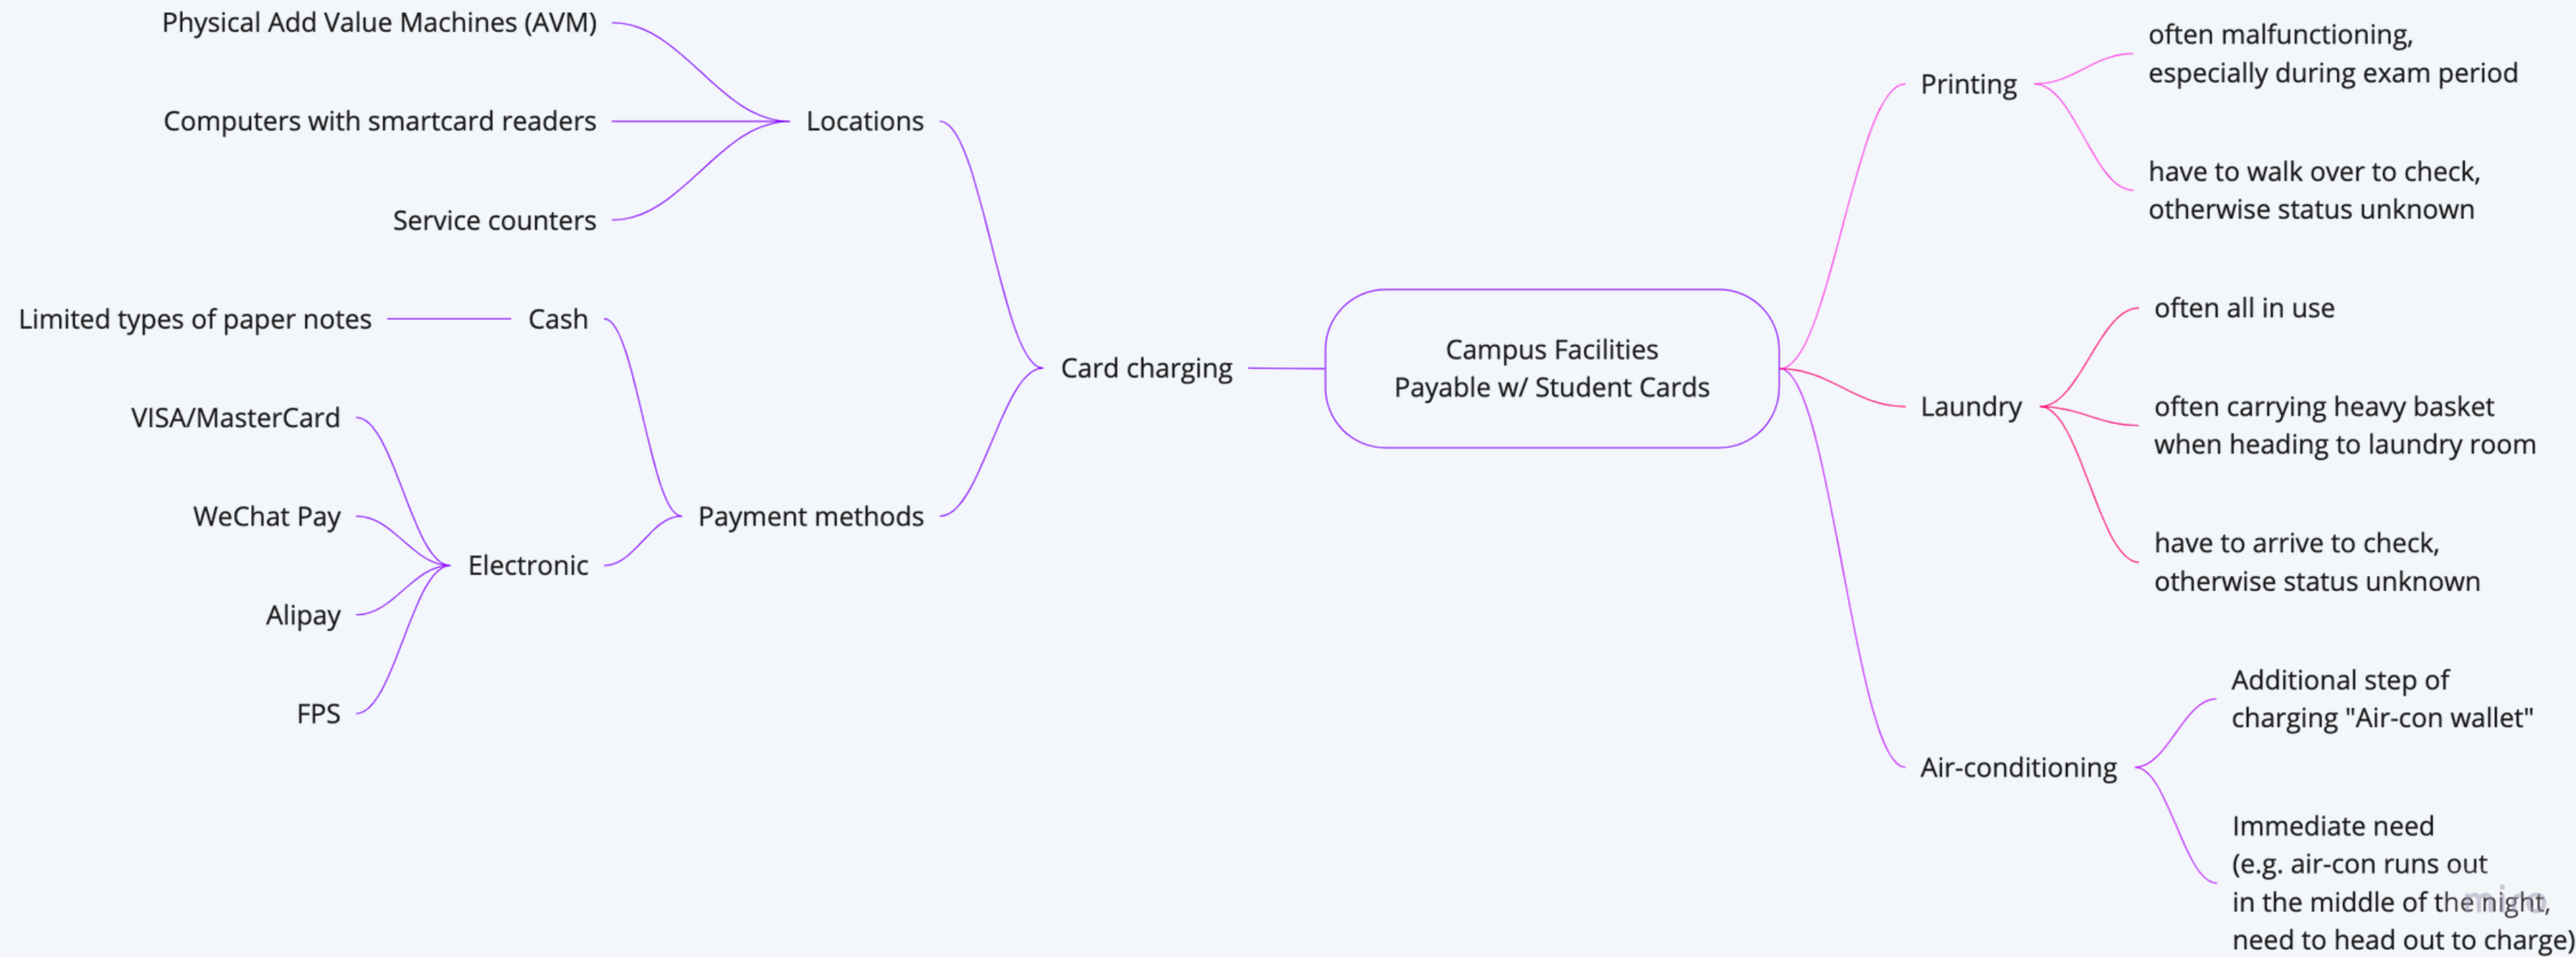 Physical Add Value Machines (AVM)
Computers with smartcard readers
Service counters
Locations
Limited types of paper notes
Cash
VISA/MasterCard
WeChat Pay
Alipay
FPS
Electronic
Payment methods
Card charging
Campus Facilities
Payable w/ Student Cards
Printing
often malfunctioning,
especially during exam period
have to walk over to check,
otherwise status unknown
Laundry
often all in use
often carrying heavy basket
when heading to laundry room
have to arrive to check,
otherwise status unknown
Air-conditioning
Additional step of
charging "Air-con wallet"
Immediate need
(e.g. air-con runs out
in the middle of the night,
need to head out to charge)
miro